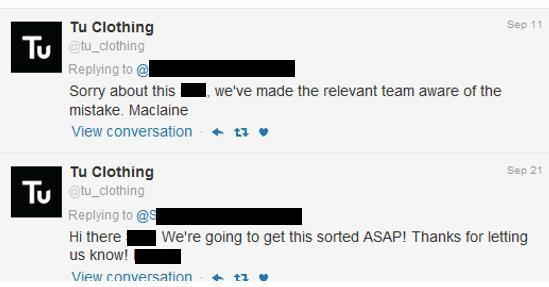 Tu Clothing
Sep 11
Tu
@tu_clothing
Replying to @
Sorry about this , we've made the relevant team aware of the
mistake. Maclaine
View conversation
Tu Clothing
Sep 21
Tu
@tu_clothing
Replying to @S
Hi there We're going to get this sorted ASAP! Thanks for letting
us know!
View conversation